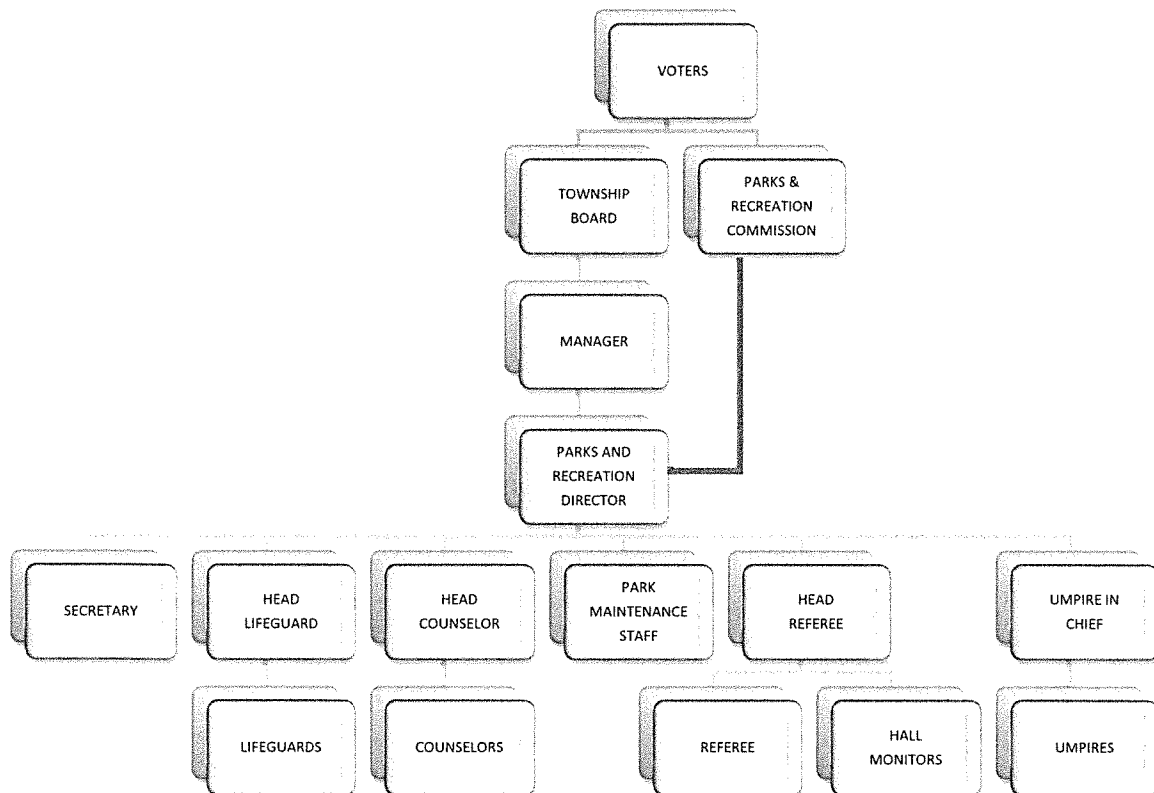 VOTERS
TOWNSHIP
BOARD
PARKS &
RECREATION
COMMISSION
MANAGER
PARKS AND
RECREATION
DIRECTOR
SECRETARY
HEAD
LIFEGUARD
HEAD
COUNSELOR
PARK
MAINTENANCE
STAFF
HEAD
REFEREE
UMPIRE IN
CHIEF
LIFEGUARDS
COUNSELORS
REFEREE
HALL
MONITORS
UMPIRES